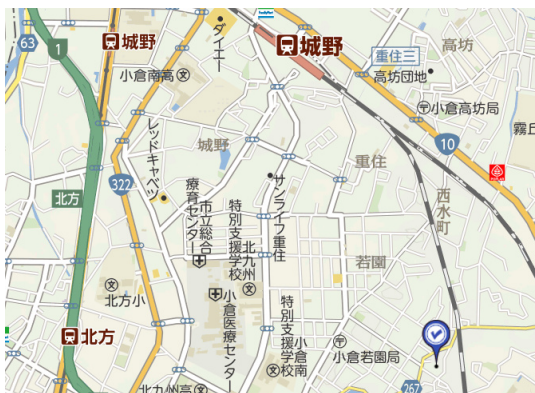 城野
ダイエー
城野
重住三
高坊
63
1
小倉南高
高坊団地
小倉高坊局
霧丘
10
レッドキャベツ
城野
サンライフ重住
重住
西水町
322
北方
市立総合
療育センター
北九州
特別支援学校
若園
北方小
小倉医療センター
北方
小倉南
特別支援学校
小倉若園局
北九州高
267